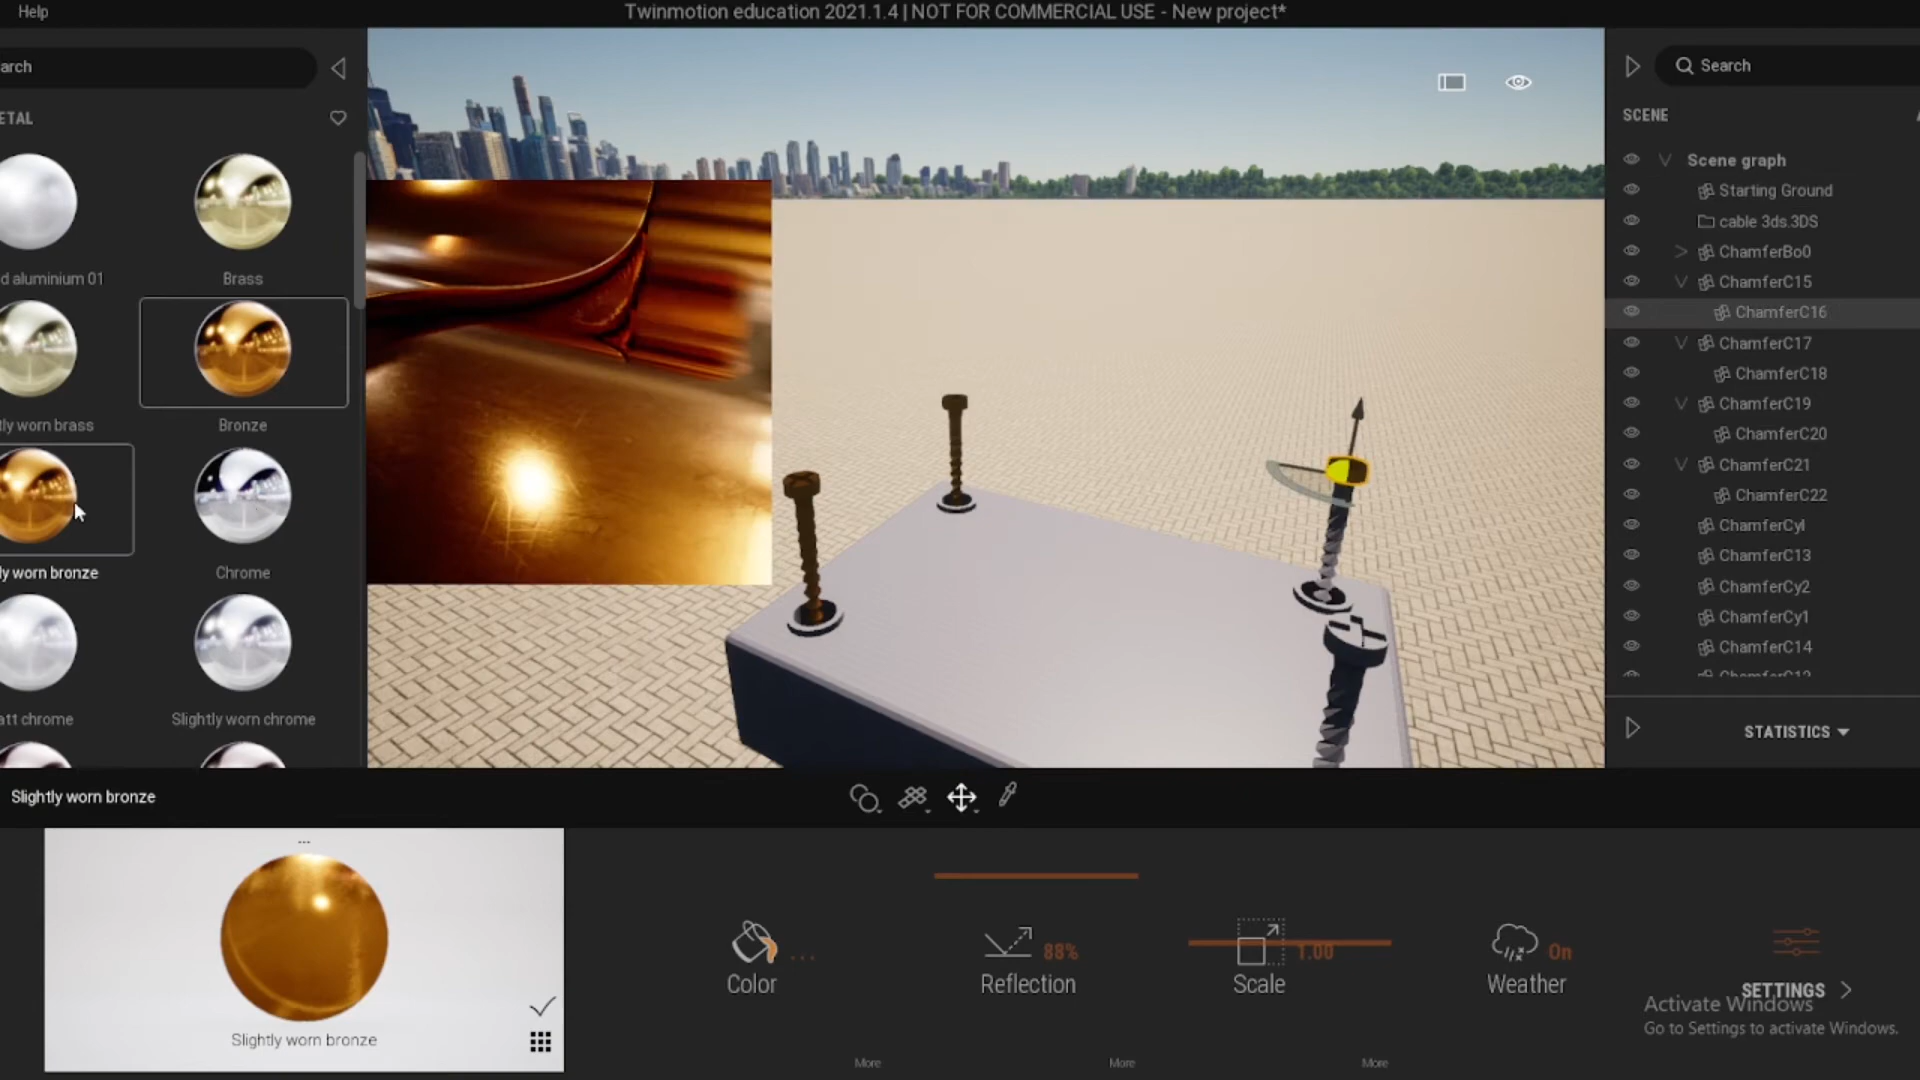 Help
Twinmotion education 2021.1.4 | NOT FOR COMMERCIAL USE - New project*
arch
ETAL
d aluminium 01
Brass
tly worn brass
Bronze
ly worn bronze
Chrome
att chrome
Slightly worn chrome
Search
SCENE
Scene graph
Starting Ground
cable 3ds.3DS
ChamferBo0
ChamferC15
ChamferC16
ChamferC17
ChamferC18
ChamferC19
ChamferC20
ChamferC21
ChamferC22
ChamferCyl
ChamferC13
ChamferCy2
ChamferCy1
ChamferC14
STATISTICS
Slightly worn bronze
...
Slightly worn bronze
Color
...
Reflection
88%
Scale
1.00
Weather
On
SETTINGS
More
More
More
Activate Windows
Go to Settings to activate Windows.